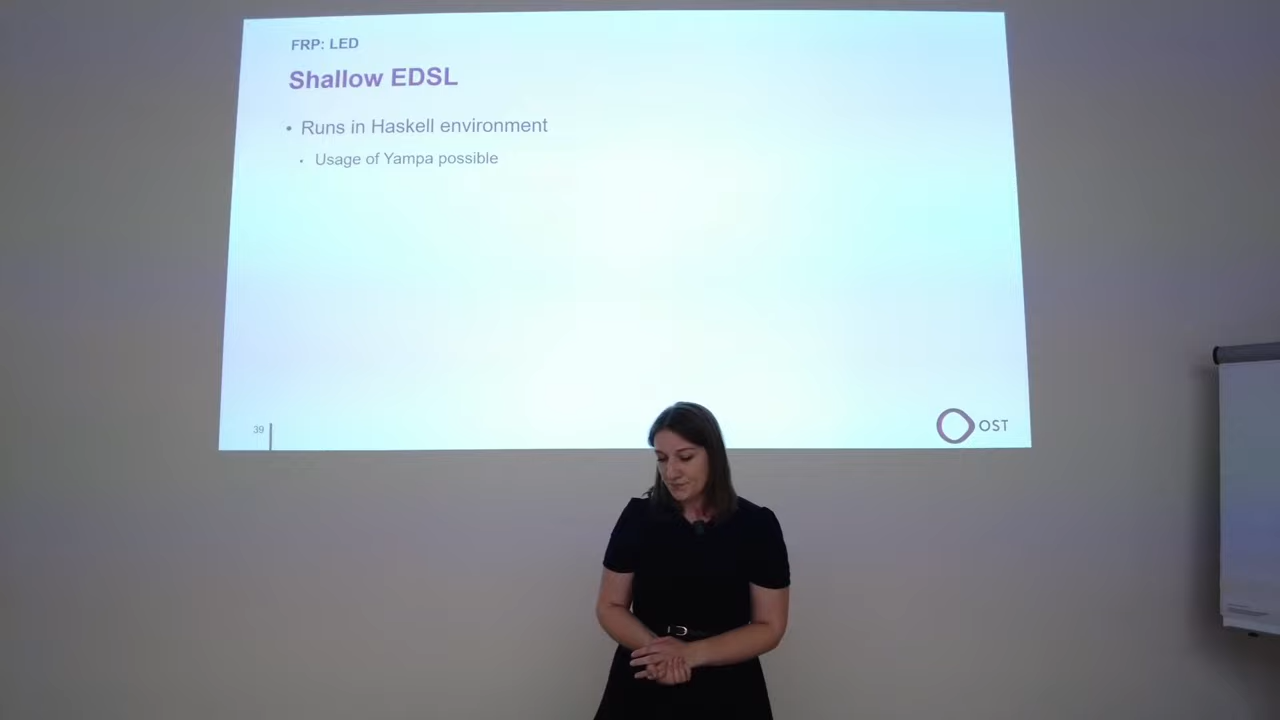 FRP: LED
Shallow EDSL
• Runs in Haskell environment
• Usage of Yampa possible
39
OST